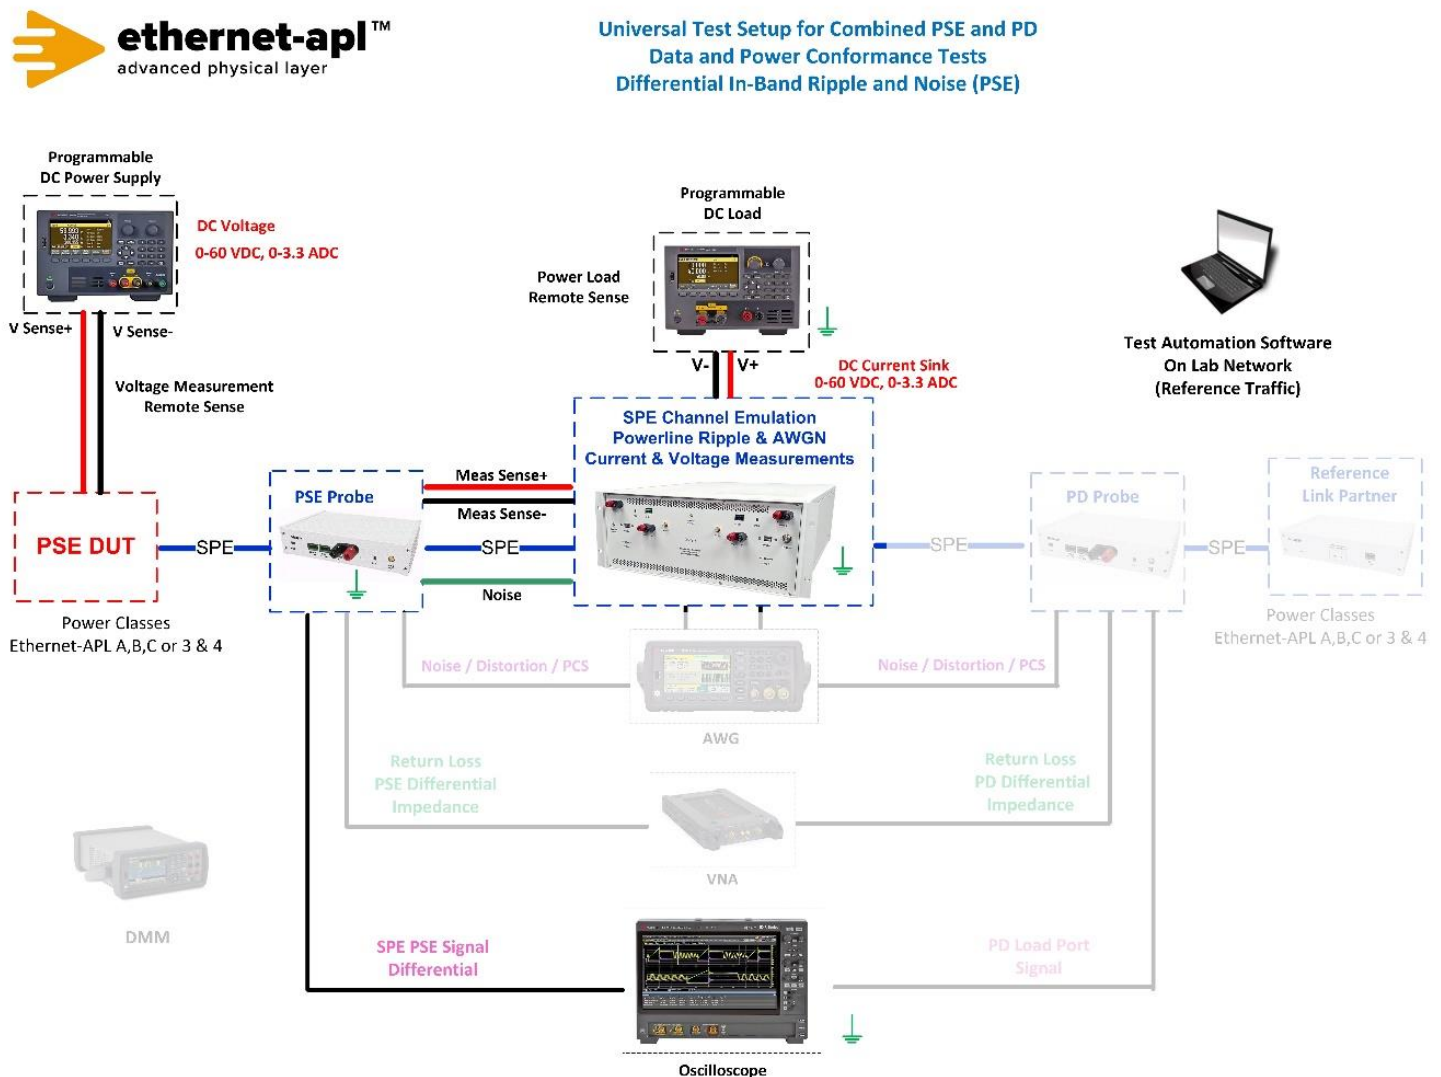 ethernet-apl™
advanced physical layer
Universal Test Setup for Combined PSE and PD
Data and Power Conformance Tests
Differential In-Band Ripple and Noise (PSE)
Programmable
DC Power Supply
DC Voltage
0-60 VDC, 0-3.3 ADC
V Sense+
V Sense-
Voltage Measurement
Remote Sense
Programmable
DC Load
Power Load
Remote Sense
V-
V+
DC Current Sink
0-60 VDC, 0-3.3 ADC
Test Automation Software
On Lab Network
(Reference Traffic)
SPE Channel Emulation
Powerline Ripple & AWGN
Current & Voltage Measurements
PSE DUT
SPE
PSE Probe
Meas Sense+
Meas Sense-
SPE
Noise
SPE
PD Probe
SPE
Reference
Link Partner
Power Classes
Ethernet-APL A,B,C or 3 & 4
Power Classes
Ethernet-APL A,B,C or 3 & 4
Noise / Distortion / PCS
Noise / Distortion / PCS
AWG
Return Loss
PSE Differential
Impedance
Return Loss
PD Differential
Impedance
VNA
DMM
SPE PSE Signal
Differential
PD Load Port
Signal
Oscilloscope